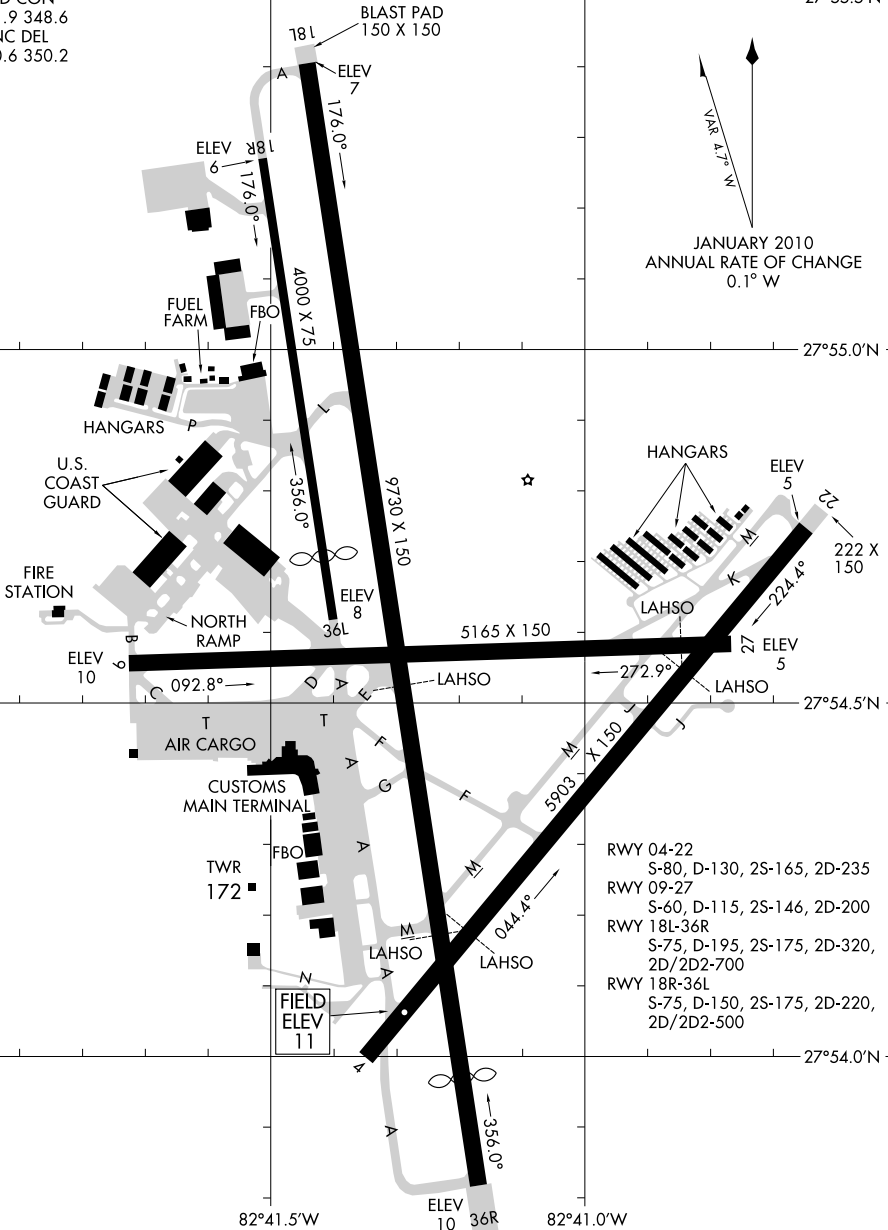 D CON
.9 348.6
NC DEL
0.6 350.2
BLAST PAD
150 X 150
18L
ELEV
7
A
176.0°
VAR 4.7° W
JANUARY 2010
ANNUAL RATE OF CHANGE
0.1° W
ELEV
6
18R
176.0°
4000 X 75
FUEL
FARM
FBO
27°55.0'N
HANGARS
P
L
U.S.
COAST
GUARD
356.0°
9730 X 150
HANGARS
ELEV
5
22
222 X
150
M
K
224.4°
FIRE
STATION
NORTH
RAMP
ELEV
8
36L
5165 X 150
LAHSO
B
9
ELEV
10
092.8°
C
D
A
E
LAHSO
272.9°
27
ELEV
5
LAHSO
27°54.5'N
T
T
AIR CARGO
F
A
G
F
J
J
M
5903 X 150
CUSTOMS
MAIN TERMINAL
FBO
A
TWR
172
M
044.4°
RWY 04-22
S-80, D-130, 2S-165, 2D-235
RWY 09-27
S-60, D-115, 2S-146, 2D-200
RWY 18L-36R
S-75, D-195, 2S-175, 2D-320,
2D/2D2-700
RWY 18R-36L
S-75, D-150, 2S-175, 2D-220,
2D/2D2-500
M
LAHSO
LAHSO
N
A
FIELD
ELEV
11
4
27°54.0'N
A
356.0°
ELEV
10
36R
82°41.5'W
82°41.0'W